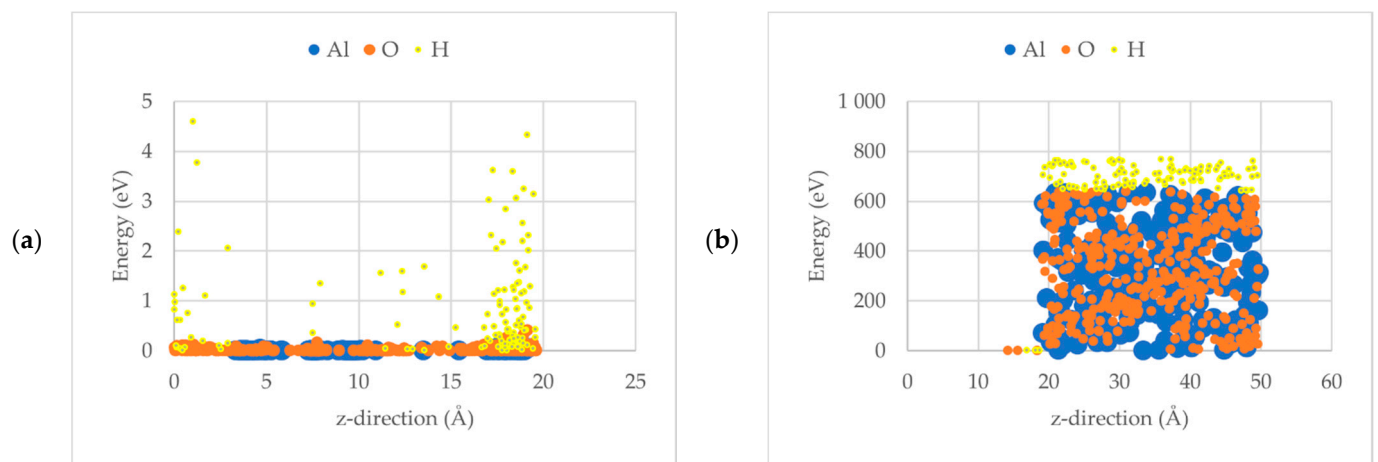 (a)
Al O H
Energy (eV)
5
4
3
2
1
0
0 5 10 15 20 25
z-direction (Å)
(b)
Al O H
Energy (eV)
1 000
800
600
400
200
0
0 10 20 30 40 50 60
z-direction (Å)